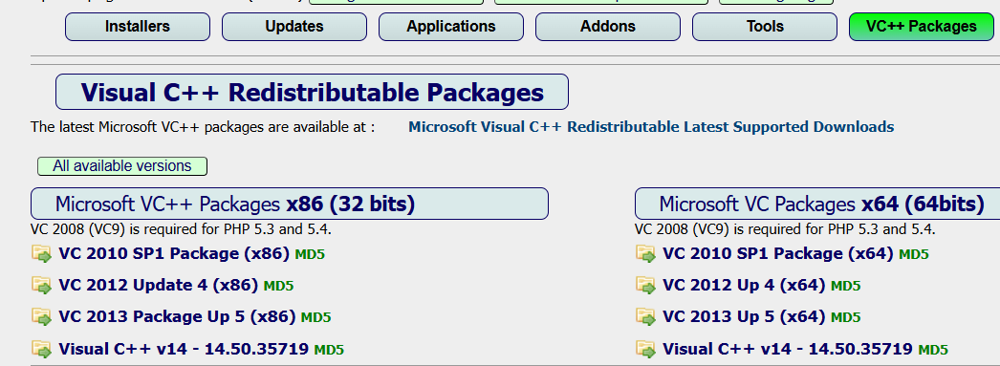 Installers Updates Applications Addons Tools VC++ Packages
Visual C++ Redistributable Packages
The latest Microsoft VC++ packages are available at : Microsoft Visual C++ Redistributable Latest Supported Downloads
All available versions
Microsoft VC++ Packages x86 (32 bits)
VC 2008 (VC9) is required for PHP 5.3 and 5.4.
VC 2010 SP1 Package (x86) MD5
VC 2012 Update 4 (x86) MD5
VC 2013 Package Up 5 (x86) MD5
Visual C++ v14 - 14.50.35719 MD5
Microsoft VC Packages x64 (64bits)
VC 2008 (VC9) is required for PHP 5.3 and 5.4.
VC 2010 SP1 Package (x64) MD5
VC 2012 Up 4 (x64) MD5
VC 2013 Up 5 (x64) MD5
Visual C++ v14 - 14.50.35719 MD5